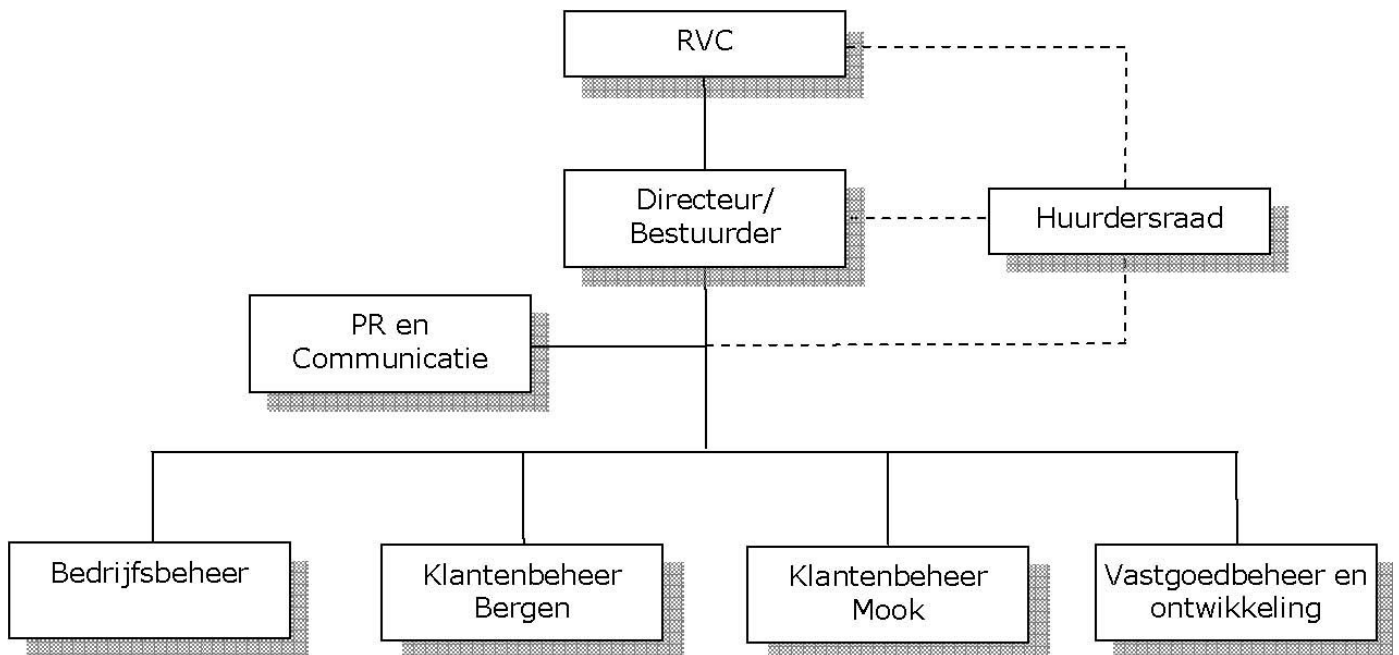 RVC
Directeur/
Bestuurder
Huurdersraad
PR en
Communicatie
Bedrijfsbeheer
Klantenbeheer
Bergen
Klantenbeheer
Mook
Vastgoedbeheer en
ontwikkeling